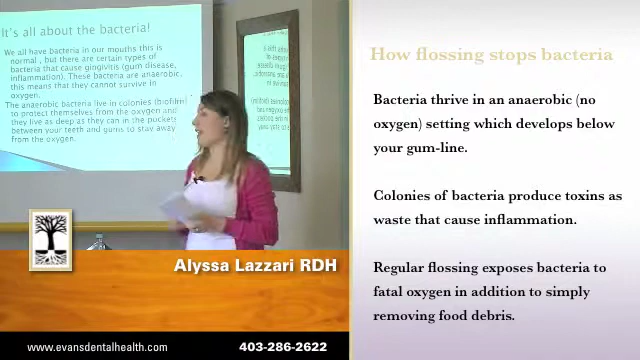 It's all about the bacteria!
We all have bacteria in our mouths this is
normal , but there are certain types of
bacteria that cause gingivitis (gum disease,
inflammation). These bacteria are anaerobic,
this means that they cannot survive in
oxygen.
The anaerobic bacteria live in colonies (biofilm)
to protect themselves from the oxygen and
they live as deep as they can in the pockets
between your teeth and gums to stay away
from the oxygen.
Alyssa Lazzari RDH
www.evansdentalhealth.com
403-286-2622
How flossing stops bacteria
Bacteria thrive in an anaerobic (no
oxygen) setting which develops below
your gum-line.
Colonies of bacteria produce toxins as
waste that cause inflammation.
Regular flossing exposes bacteria to
fatal oxygen in addition to simply
removing food debris.